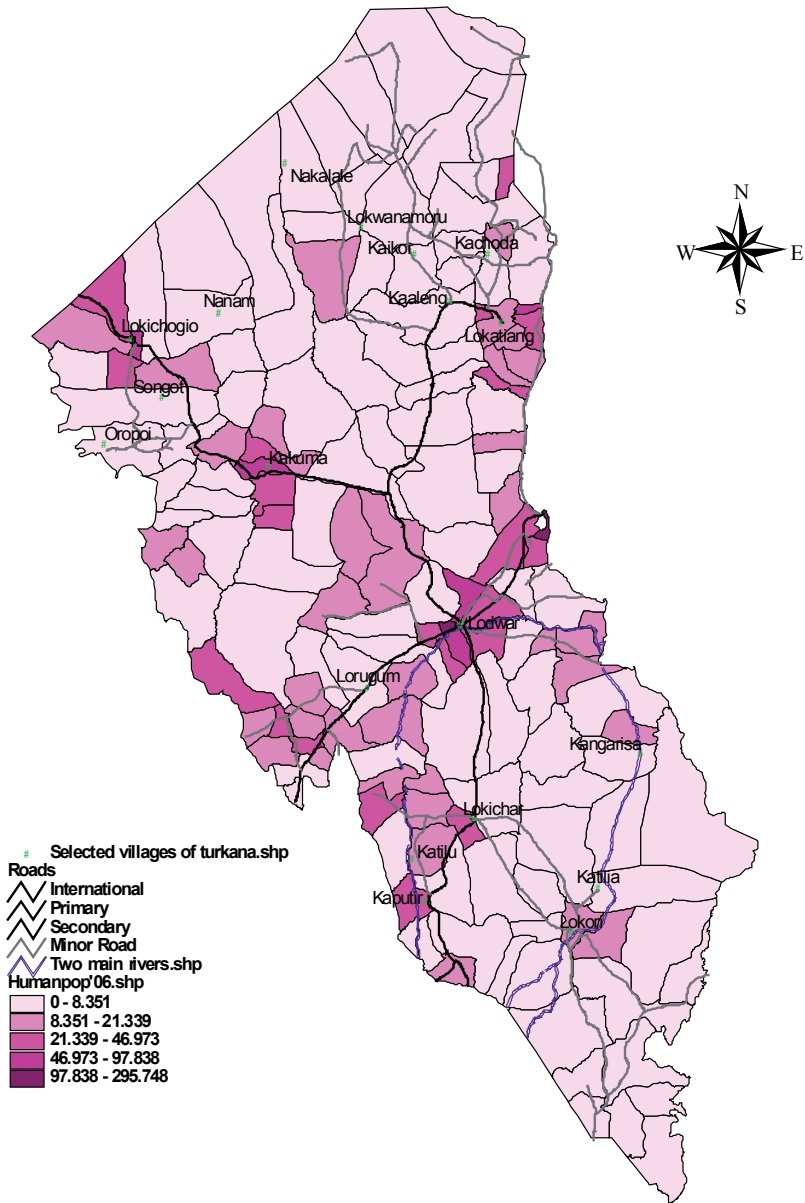 Nakalale
N
Lokwanamoru
Kaikor
Kachoda
W
E
Nanam
Kaaleng
S
Lokichogio
Lokatiang
Songot
Oropoi
Kakuma
Lodwar
Lorugum
Kangarisa
Lokichar
# Selected villages of turkana.shp
Katilu
Roads
Katilia
International
Kaputir
Primary
Lokori
Secondary
Minor Road
Two main rivers.shp
Humanpop'06.shp
0 - 8.351
8.351 - 21.339
21.339 - 46.973
46.973 - 97.838
97.838 - 295.748